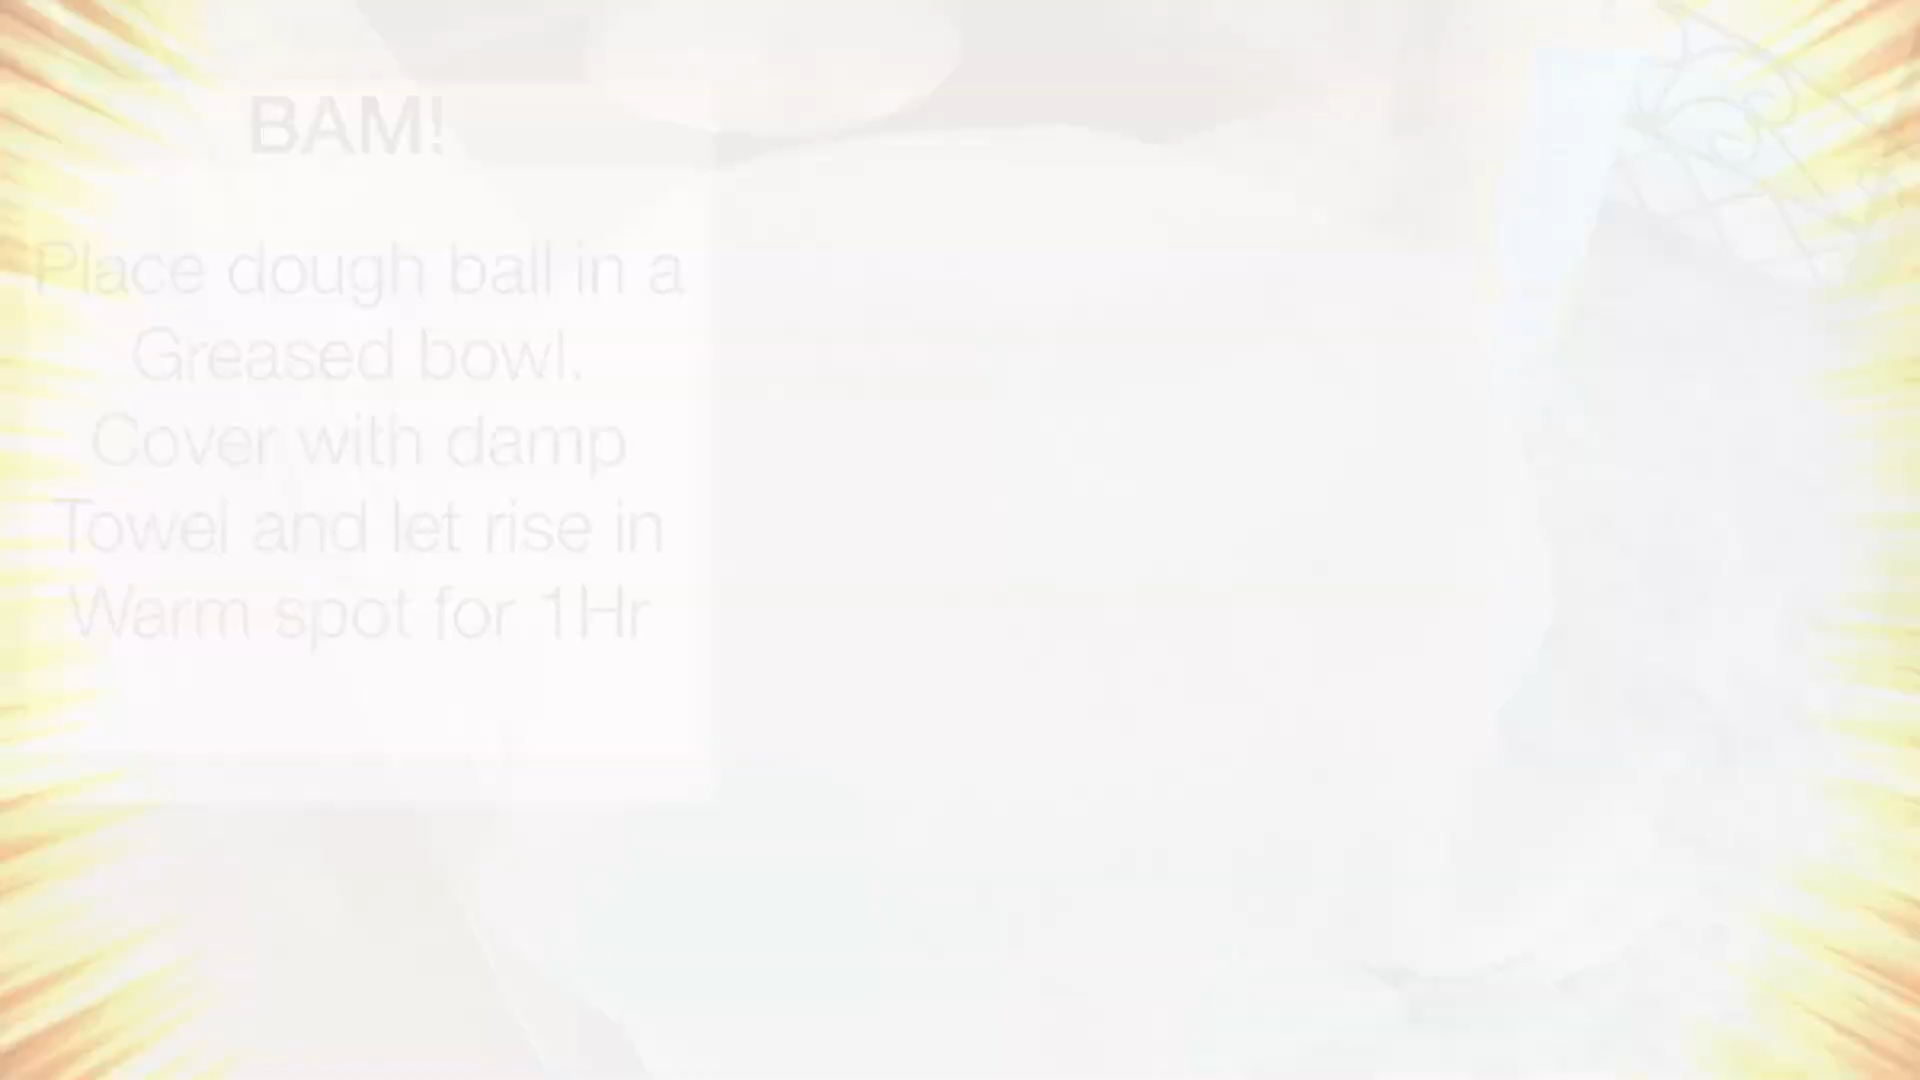 BAM!
Place dough ball in a
Greased bowl.
Cover with damp
Towel and let rise in
Warm spot for 1Hr